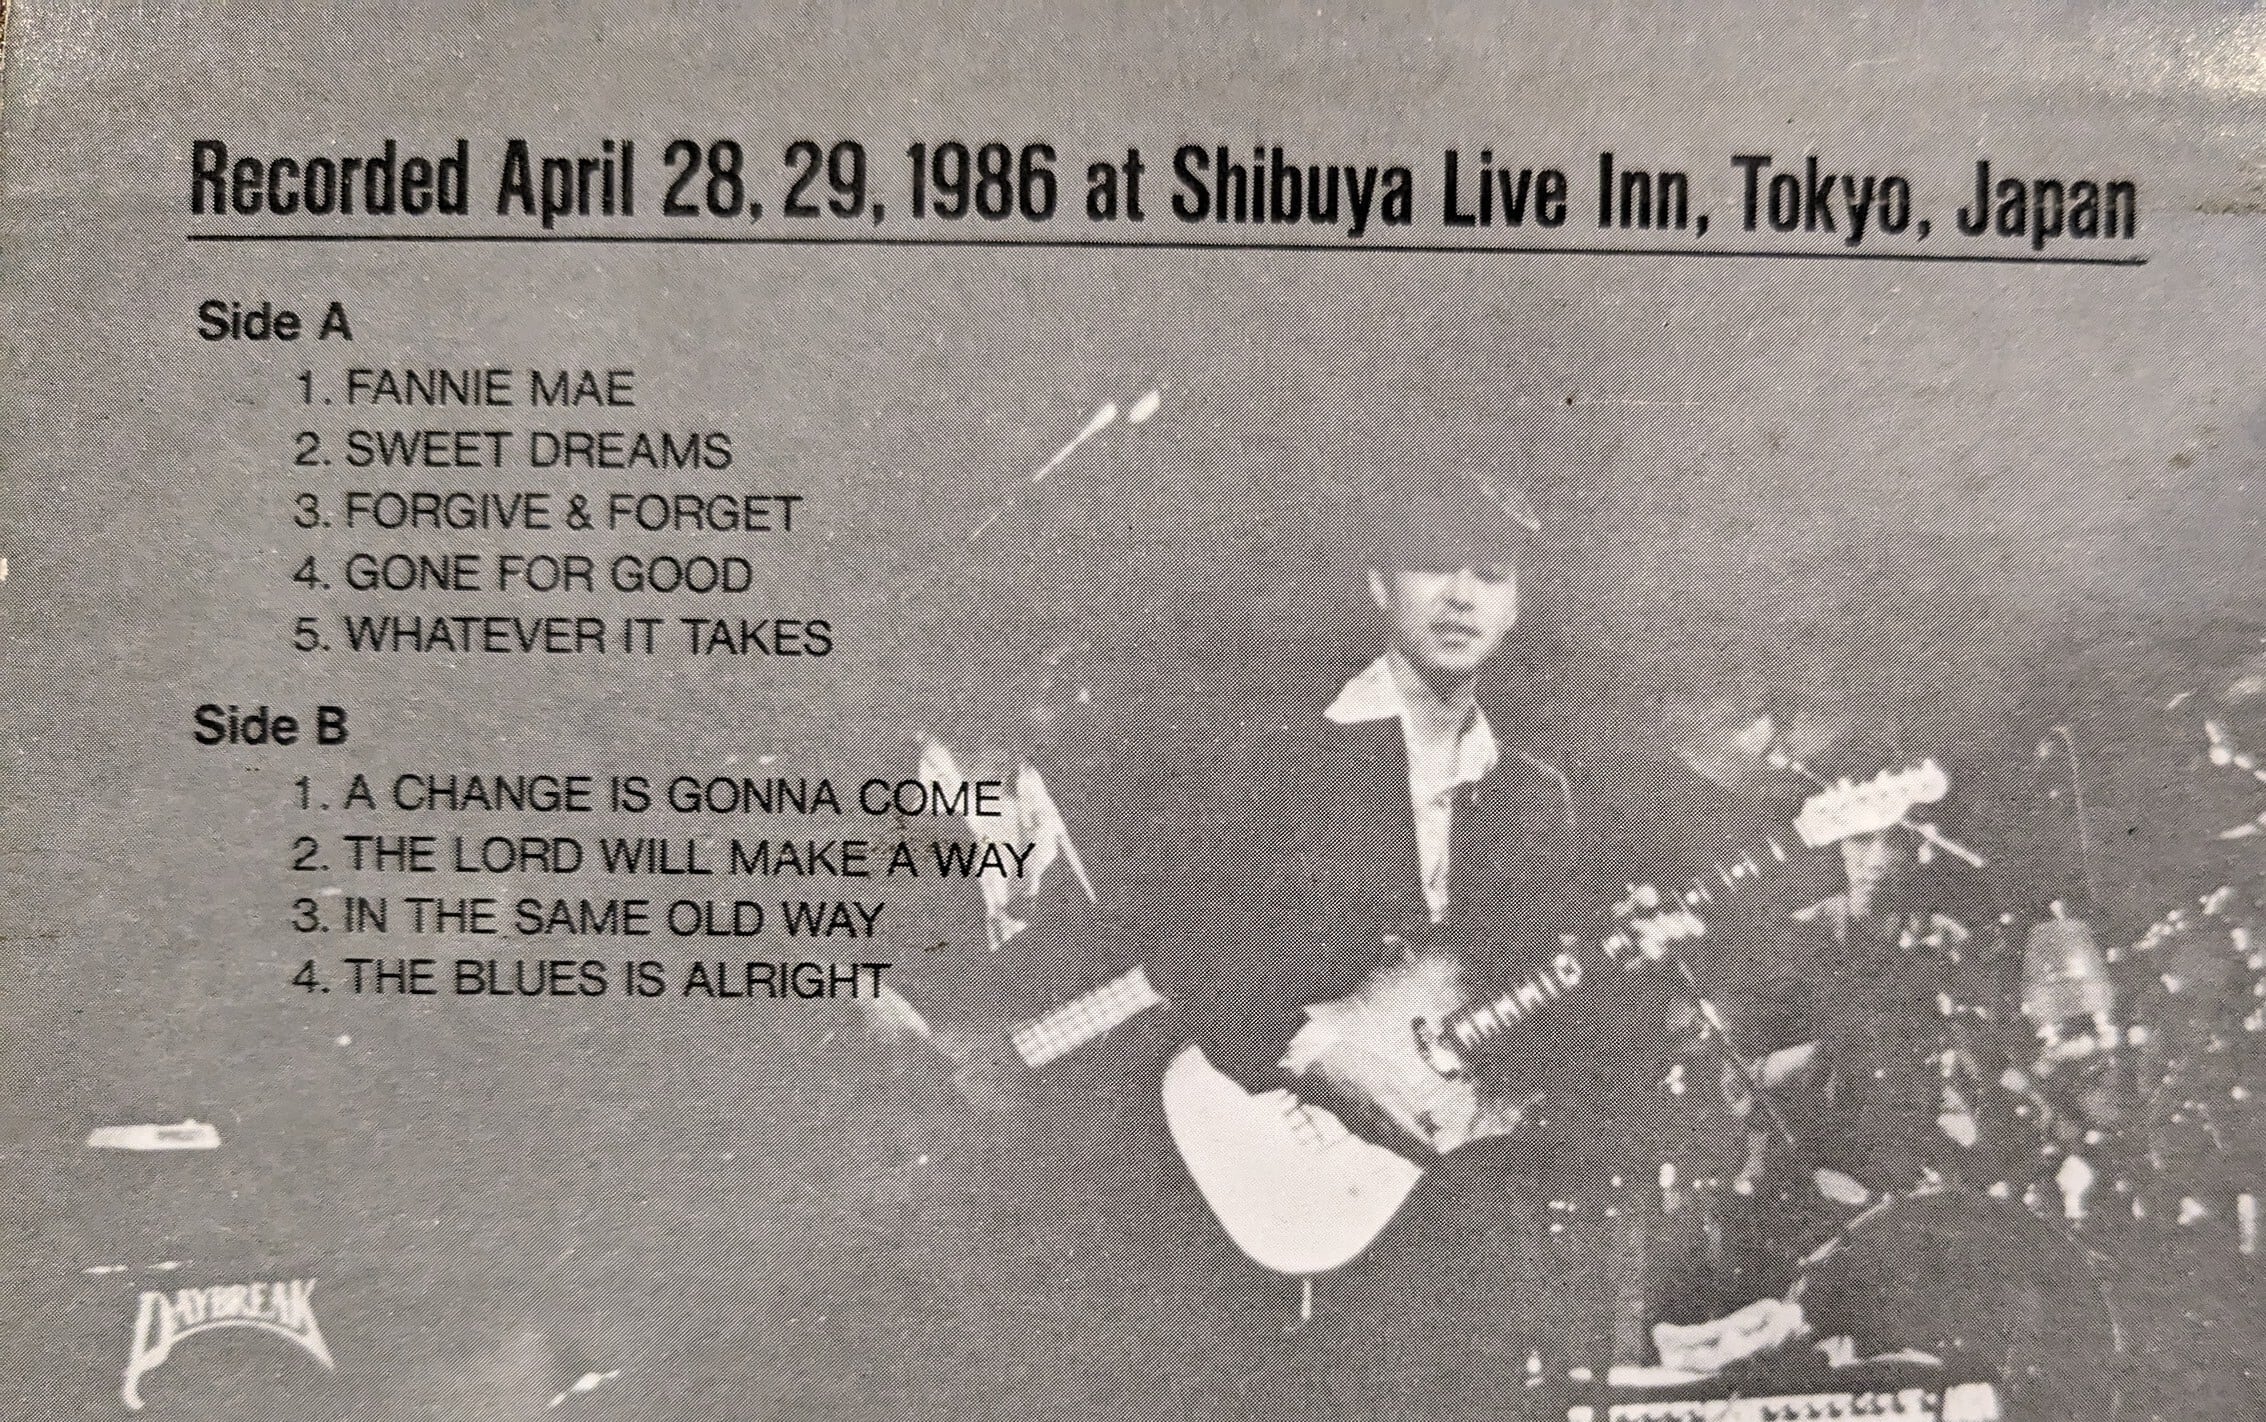 Recorded April 28, 29, 1986 at Shibuya Live Inn, Tokyo, Japan
Side A
1. FANNIE MAE
2. SWEET DREAMS
3. FORGIVE & FORGET
4. GONE FOR GOOD
5. WHATEVER IT TAKES
Side B
1. A CHANGE IS GONNA COME
2. THE LORD WILL MAKE A WAY
3. IN THE SAME OLD WAY
4. THE BLUES IS ALRIGHT
DAYBREAK